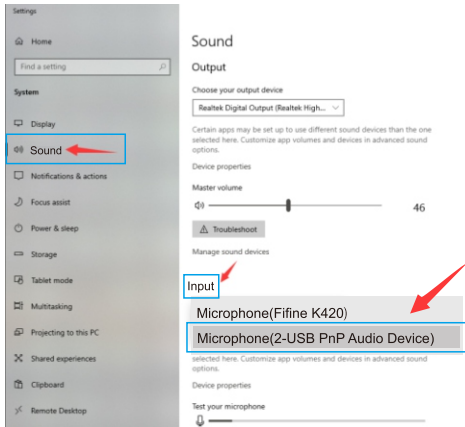 Settings
Home
Find a setting
System
Display
Sound
Notifications & actions
Focus assist
Power & sleep
Storage
Tablet mode
Multitasking
Projecting to this PC
Shared experiences
Clipboard
Remote Desktop
Sound
Output
Choose your output device
Realtek Digital Output (Realtek High...
Certain apps may be set up to use different sound devices than the one
selected here. Customize app volumes and devices in advanced sound
options.
Device properties
Master volume
46
Troubleshoot
Manage sound devices
Input
Microphone(Fifine K420)
Microphone(2-USB PnP Audio Device)
selected here. Customize app volumes and devices in advanced sound
options.
Device properties
Test your microphone